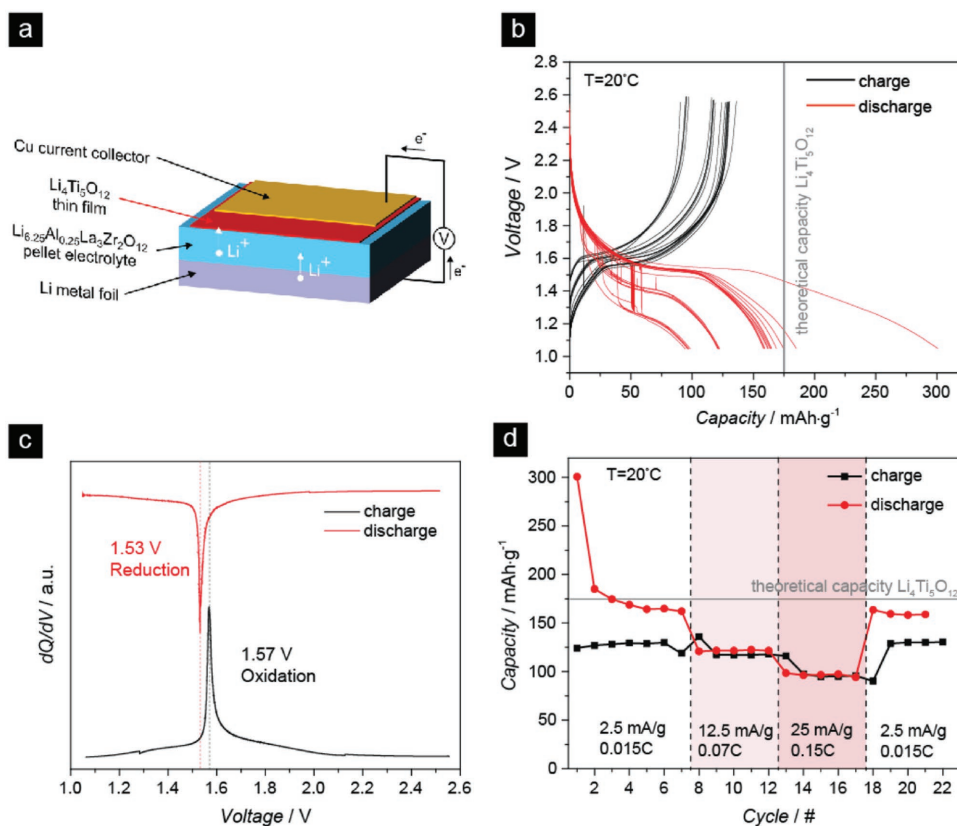 a
Cu current collector
Li₄Ti₅O₁₂
thin film
Li₆.₂₅Al₀.₂₅La₃Zr₂O₁₂
pellet electrolyte
Li metal foil
Li⁺
Li⁺
e⁻
V
e⁻
b
T=20°C
charge
discharge
theoretical capacity Li₄Ti₅O₁₂
Voltage / V
2.8
2.6
2.4
2.2
2.0
1.8
1.6
1.4
1.2
1.0
0 50 100 150 200 250 300
Capacity / mAh·g⁻¹
c
charge
discharge
1.53 V
Reduction
1.57 V
Oxidation
dQ/dV / a.u.
1.0 1.2 1.4 1.6 1.8 2.0 2.2 2.4 2.6
Voltage / V
d
T=20°C
charge
discharge
theoretical capacity Li₄Ti₅O₁₂
Capacity / mAh·g⁻¹
300
250
200
150
100
50
0
2.5 mA/g
0.015C
12.5 mA/g
0.07C
25 mA/g
0.15C
2.5 mA/g
0.015C
2 4 6 8 10 12 14 16 18 20 22
Cycle / #